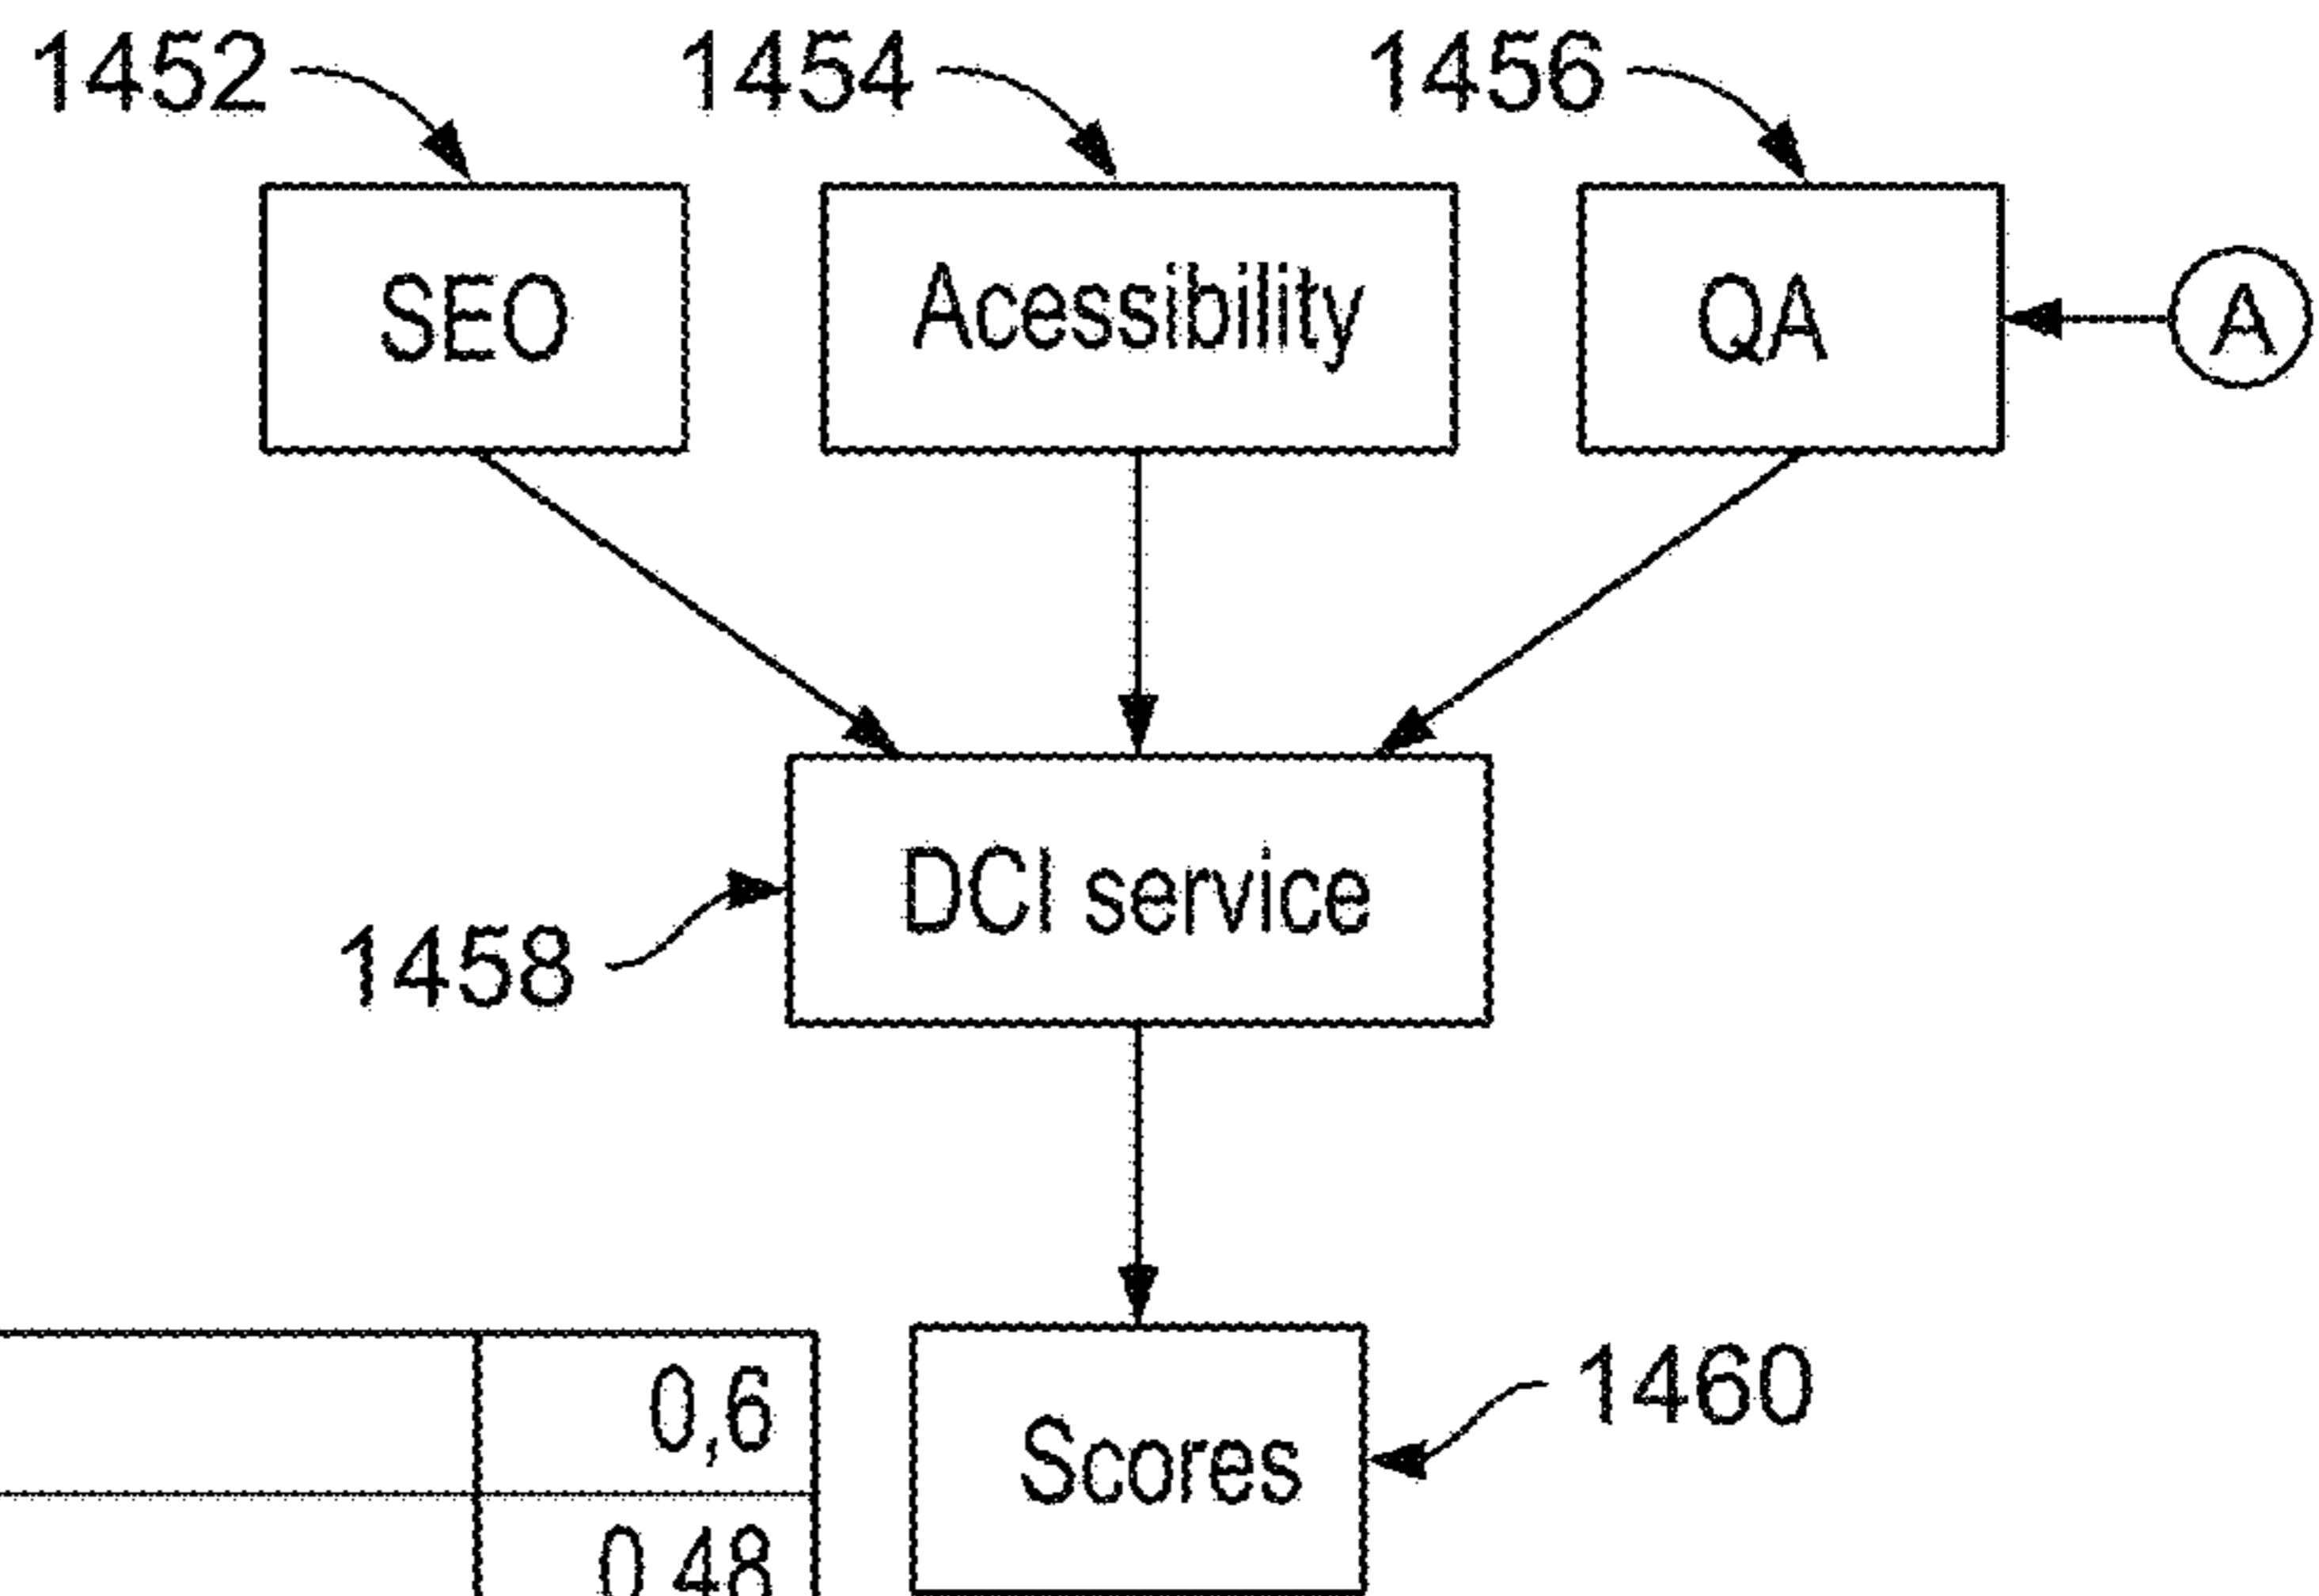 1452
1454
1456
SEO
Acessibility
QA
A
DCI service
1458
0,6
Scores
1460
0,48